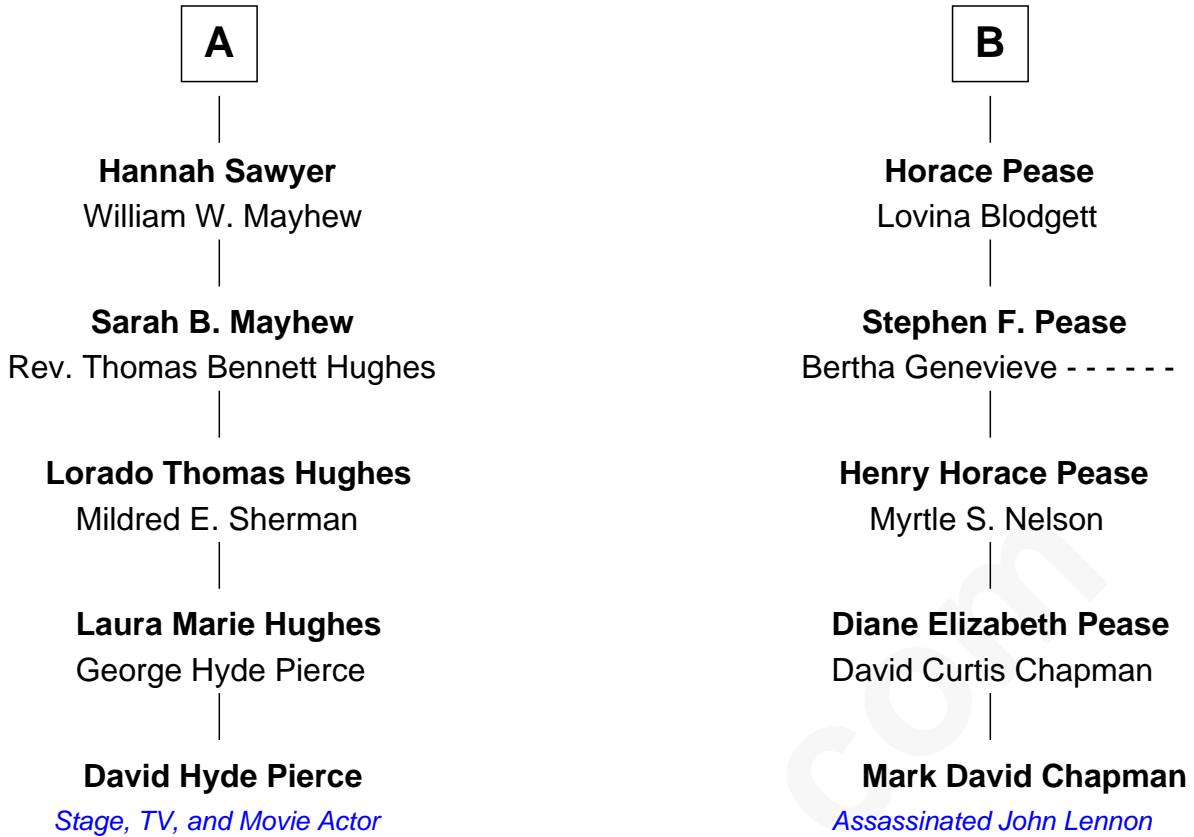 A
Hannah Sawyer
William W. Mayhew
Sarah B. Mayhew
Rev. Thomas Bennett Hughes
Lorado Thomas Hughes
Mildred E. Sherman
Laura Marie Hughes
George Hyde Pierce
David Hyde Pierce
Stage, TV, and Movie Actor
B
Horace Pease
Lovina Blodgett
Stephen F. Pease
Bertha Genevieve - - - - - -
Henry Horace Pease
Myrtle S. Nelson
Diane Elizabeth Pease
David Curtis Chapman
Mark David Chapman
Assassinated John Lennon
com